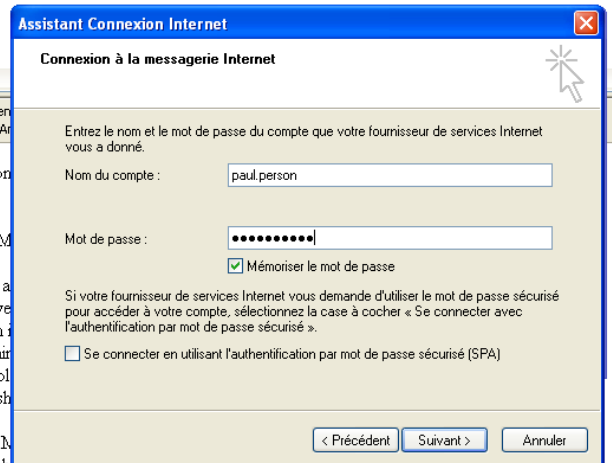 Assistant Connexion Internet
Connexion à la messagerie Internet
Entrez le nom et le mot de passe du compte que votre fournisseur de services Internet
vous a donné.
Nom du compte :
paul.person
Mot de passe :
••••••••••
Mémoriser le mot de passe
Si votre fournisseur de services Internet vous demande d'utiliser le mot de passe sécurisé
pour accéder à votre compte, sélectionnez la case à cocher « Se connecter avec
l'authentification par mot de passe sécurisé ».
Se connecter en utilisant l'authentification par mot de passe sécurisé (SPA)
< Précédent
Suivant >
Annuler